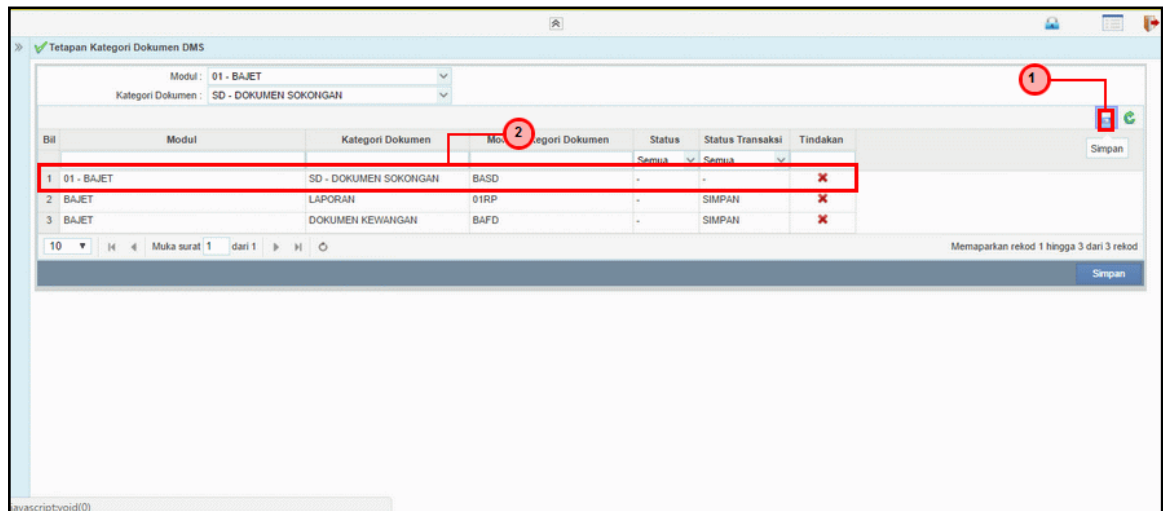 Tetapan Kategori Dokumen DMS
Modul : 01 - BAJET
1
Kategori Dokumen : SD - DOKUMEN SOKONGAN
Simpan
Bil Modul Kategori Dokumen 2 Kategori Dokumen Status Status Transaksi Tindakan
Semua Semua
1 01 - BAJET SD - DOKUMEN SOKONGAN BASD - -
2 BAJET LAPORAN 01RP - SIMPAN
3 BAJET DOKUMEN KEWANGAN BAFD - SIMPAN
10 Muka surat 1 dari 1 Memaparkan rekod 1 hingga 3 dari 3 rekod
Simpan
javascript:void(0)